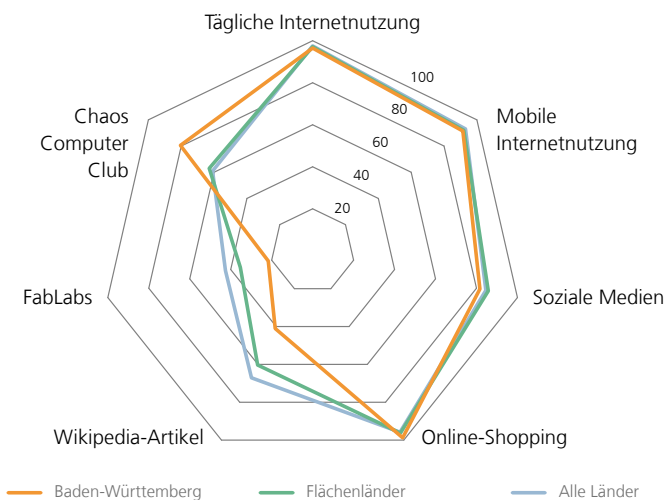 Tägliche Internetnutzung
100
80
60
40
20
Mobile
Internetnutzung
Soziale Medien
Online-Shopping
Wikipedia-Artikel
FabLabs
Chaos
Computer
Club
Baden-Württemberg
Flächenländer
Alle Länder